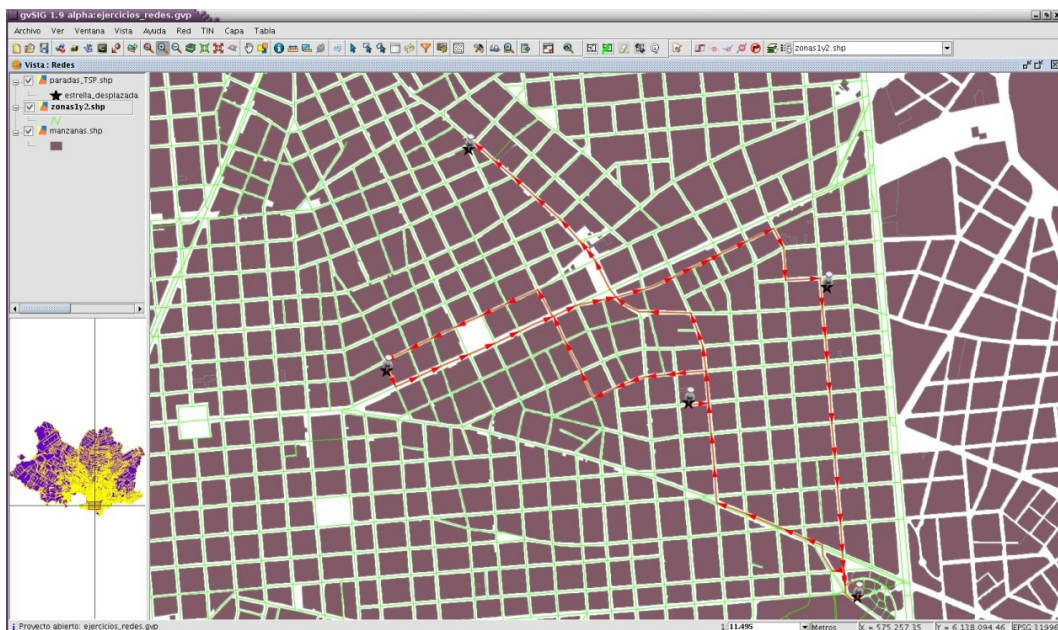 gvSIG 1.9 alpha:ejercicios_redes.gvp
Archivo Ver Ventana Vista Ayuda Red TIN Capa Tabla
zonas1y2.shp
Vista : Redes
paradas_TSP.shp
estrella_desplazada
zonas1y2.shp
manzanas.shp
Proyecto abierto: ejercicios_redes.gvp
1: 11.495
Metros
X = 575.257,35
Y = 6.138.094,46
EPSG:31996